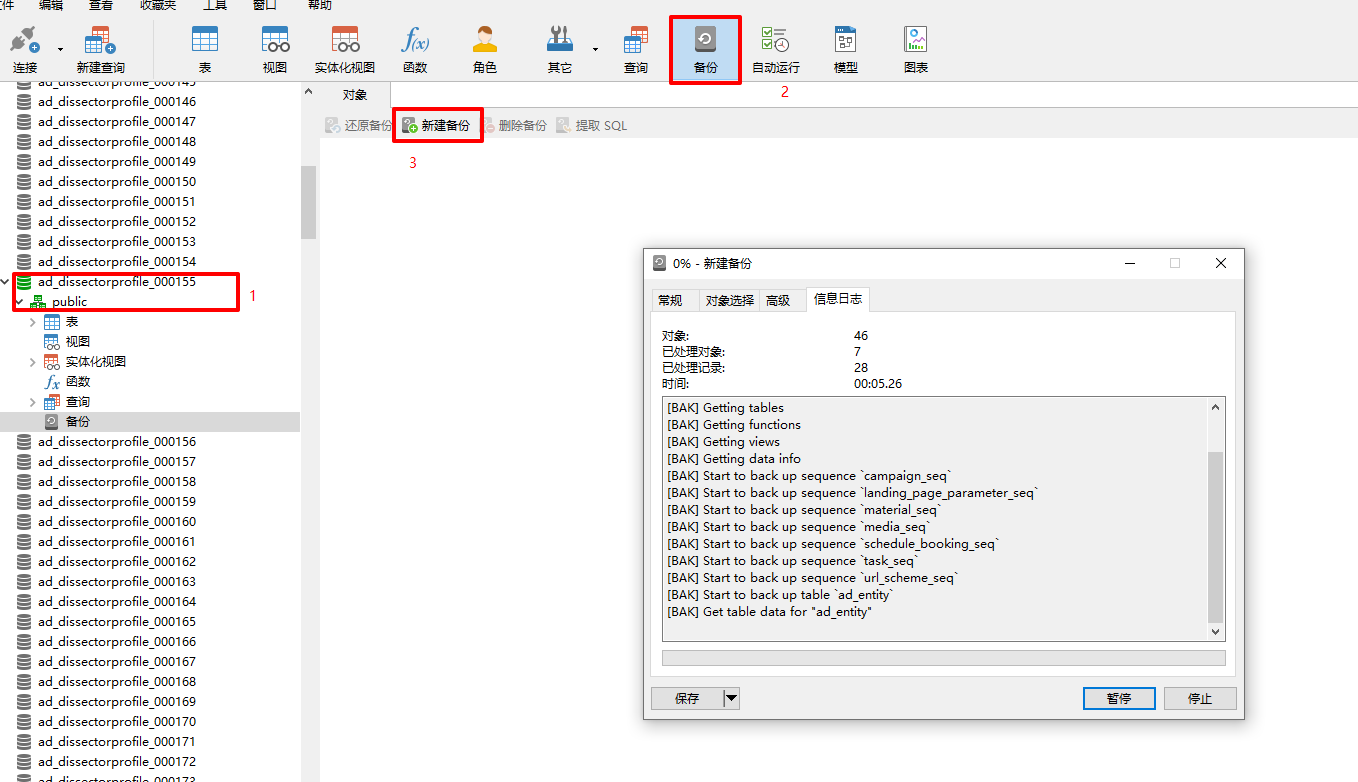 件 编辑 查看 收藏夹 工具 窗口 帮助
连接 新建查询 表 视图 实体化视图 函数 角色 其它 查询 备份 自动运行 模型 图表
2
ad_dissectorprofile_000145
ad_dissectorprofile_000146
ad_dissectorprofile_000147
ad_dissectorprofile_000148
ad_dissectorprofile_000149
ad_dissectorprofile_000150
ad_dissectorprofile_000151
ad_dissectorprofile_000152
ad_dissectorprofile_000153
ad_dissectorprofile_000154
ad_dissectorprofile_000155
public
1
表
视图
实体化视图
函数
查询
备份
ad_dissectorprofile_000156
ad_dissectorprofile_000157
ad_dissectorprofile_000158
ad_dissectorprofile_000159
ad_dissectorprofile_000160
ad_dissectorprofile_000161
ad_dissectorprofile_000162
ad_dissectorprofile_000163
ad_dissectorprofile_000164
ad_dissectorprofile_000165
ad_dissectorprofile_000166
ad_dissectorprofile_000167
ad_dissectorprofile_000168
ad_dissectorprofile_000169
ad_dissectorprofile_000170
ad_dissectorprofile_000171
ad_dissectorprofile_000172
ad_dissectorprofile_000173
对象
还原备份 新建备份 删除备份 提取 SQL
3
0% - 新建备份
常规 对象选择 高级 信息日志
对象: 46
已处理对象: 7
已处理记录: 28
时间: 00:05.26
[BAK] Getting tables
[BAK] Getting functions
[BAK] Getting views
[BAK] Getting data info
[BAK] Start to back up sequence `campaign_seq`
[BAK] Start to back up sequence `landing_page_parameter_seq`
[BAK] Start to back up sequence `material_seq`
[BAK] Start to back up sequence `media_seq`
[BAK] Start to back up sequence `schedule_booking_seq`
[BAK] Start to back up sequence `task_seq`
[BAK] Start to back up sequence `url_scheme_seq`
[BAK] Start to back up table `ad_entity`
[BAK] Get table data for "ad_entity"
保存 暂停 停止